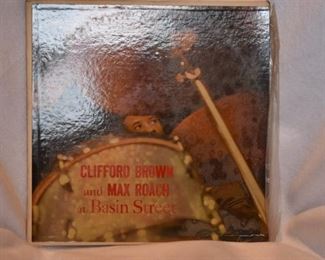 CLIFFORD BROWN
and MAX ROACH
at Basin Street